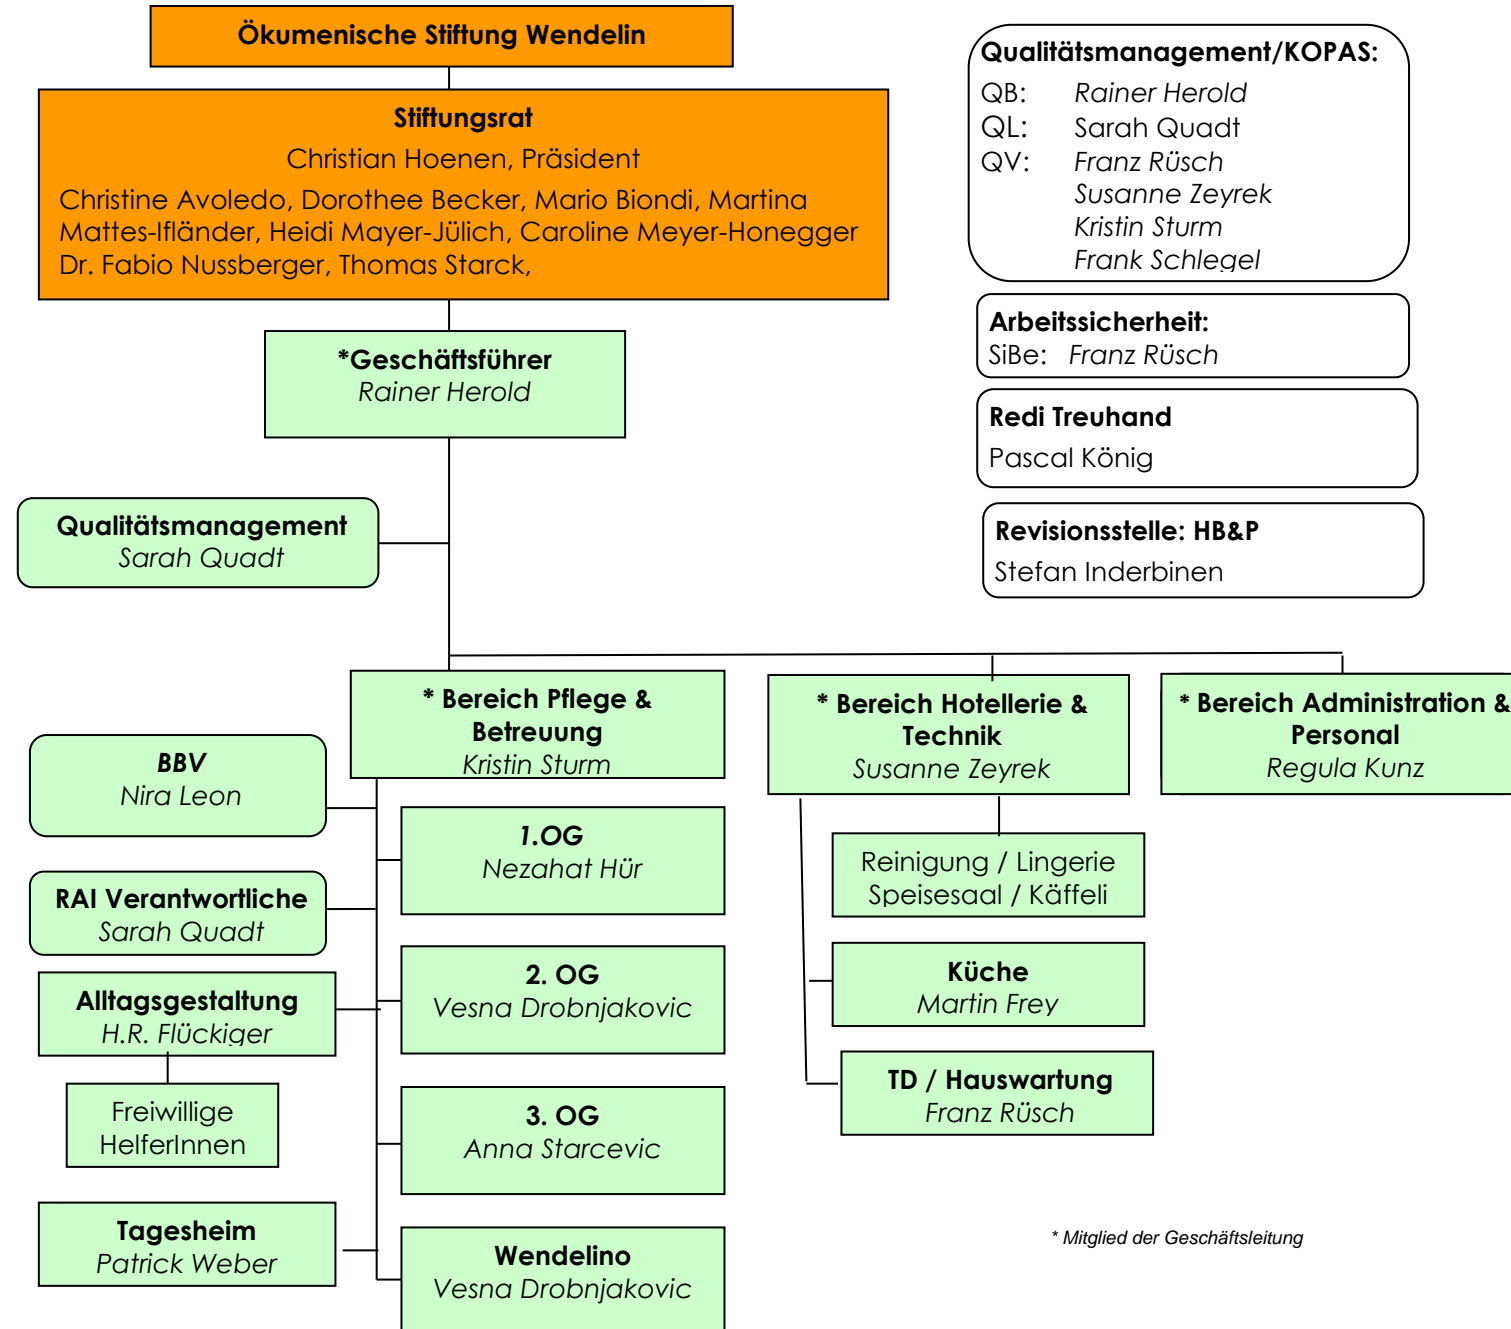 Ökumenische Stiftung Wendelin
Stiftungsrat
Christian Hoenen, Präsident
Christine Avoledo, Dorothee Becker, Mario Biondi, Martina
Mattes-Ifländer, Heidi Mayer-Jülich, Caroline Meyer-Honegger
Dr. Fabio Nussberger, Thomas Starck,
*Geschäftsführer
Rainer Herold
Qualitätsmanagement
Sarah Quadt
Qualitätsmanagement/KOPAS:
QB: Rainer Herold
QL: Sarah Quadt
QV: Franz Rüsch
Susanne Zeyrek
Kristin Sturm
Frank Schlegel
Arbeitssicherheit:
SiBe: Franz Rüsch
Redi Treuhand
Pascal König
Revisionsstelle: HB&P
Stefan Inderbinen
* Bereich Pflege &
Betreuung
Kristin Sturm
BBV
Nira Leon
RAI Verantwortliche
Sarah Quadt
Alltagsgestaltung
H.R. Flückiger
Freiwillige
HelferInnen
Tagesheim
Patrick Weber
1.OG
Nezahat Hür
2. OG
Vesna Drobnjakovic
3. OG
Anna Starcevic
Wendelino
Vesna Drobnjakovic
* Bereich Hotellerie &
Technik
Susanne Zeyrek
Reinigung / Lingerie
Speisesaal / Käffeli
Küche
Martin Frey
TD / Hauswartung
Franz Rüsch
* Bereich Administration &
Personal
Regula Kunz
* Mitglied der Geschäftsleitung